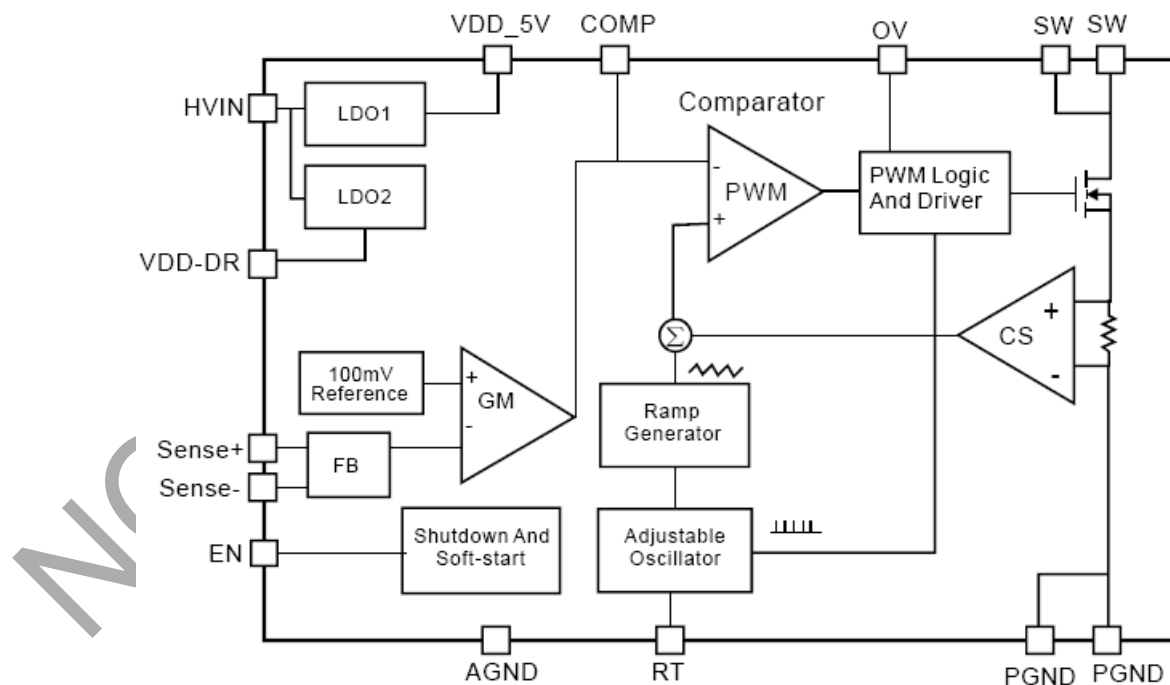 VDD_5V
COMP
OV
SW
SW
HVIN
LDO1
Comparator
LDO2
-
PWM
+
PWM Logic
And Driver
VDD-DR
Σ
+
CS
-
100mV
Reference
+
GM
-
Ramp
Generator
Sense+
FB
Sense-
EN
Shutdown And
Soft-start
Adjustable
Oscillator
AGND
RT
PGND
PGND